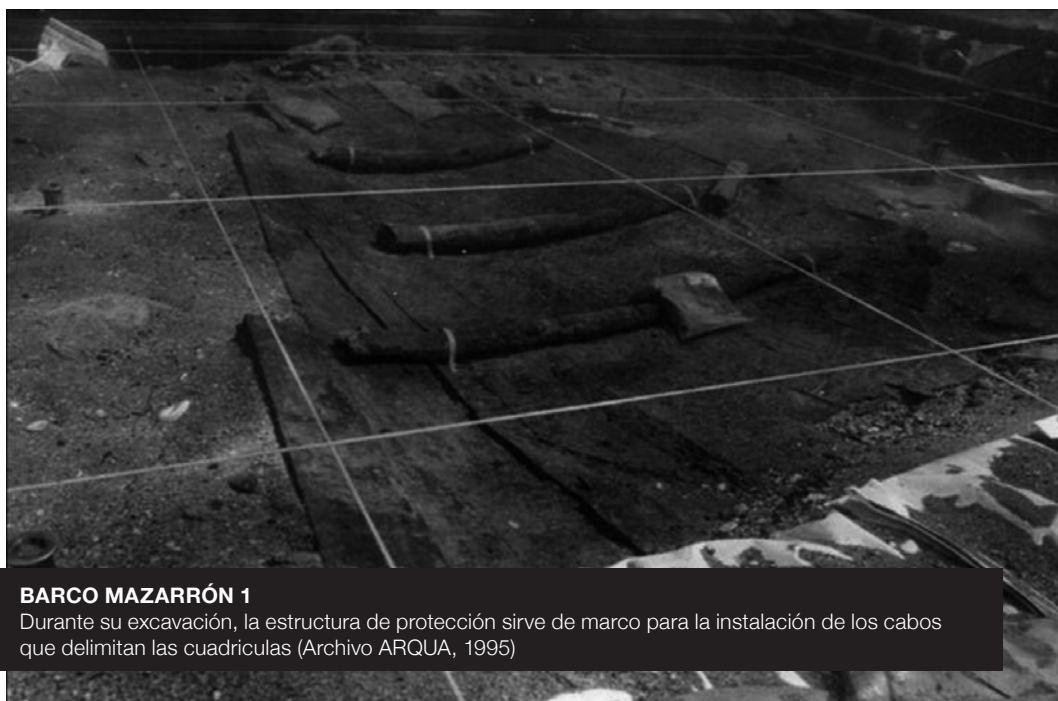 BARCO MAZARRÓN 1
Durante su excavación, la estructura de protección sirve de marco para la instalación de los cabos
que delimitan las cuadriculas (Archivo ARQUA, 1995)